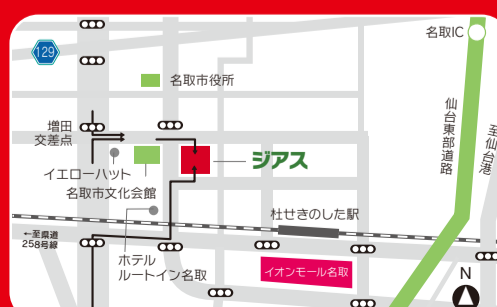 名取IC
129
名取市役所
仙台東部道路
至仙台港
増田
交差点
ジアス
イエローハット
名取市文化会館
杜せきのした駅
←至県道
258号線
ホテル
ルートイン名取
イオンモール名取
N